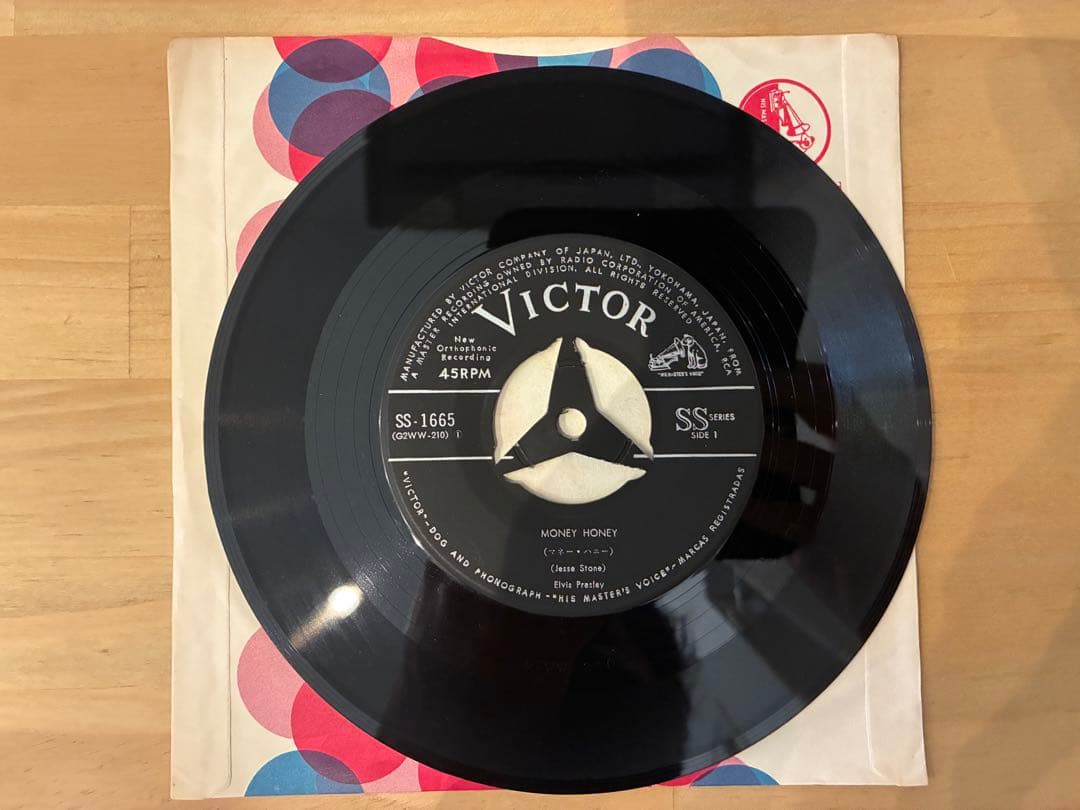 MANUFACTURED BY VICTOR COMPANY OF JAPAN, LTD., YOKOHAMA, JAPAN, FROM
A MASTER RECORDING OWNED BY RADIO CORPORATION OF AMERICA, RCA
INTERNATIONAL DIVISION, ALL RIGHTS RESERVED
VICTOR
New
Orthophonic
Recording
45RPM
"HIS MASTER'S VOICE"
SS-1665
(G2WW-210) Ⓘ
SS SERIES
SIDE 1
MONEY HONEY
(マネー・ハニー)
(Jesse Stone)
Elvis Presley
"VICTOR"-DOG AND PHONOGRAPH-"HIS MASTER'S VOICE"-MARCAS REGISTRADAS
HIS MAS